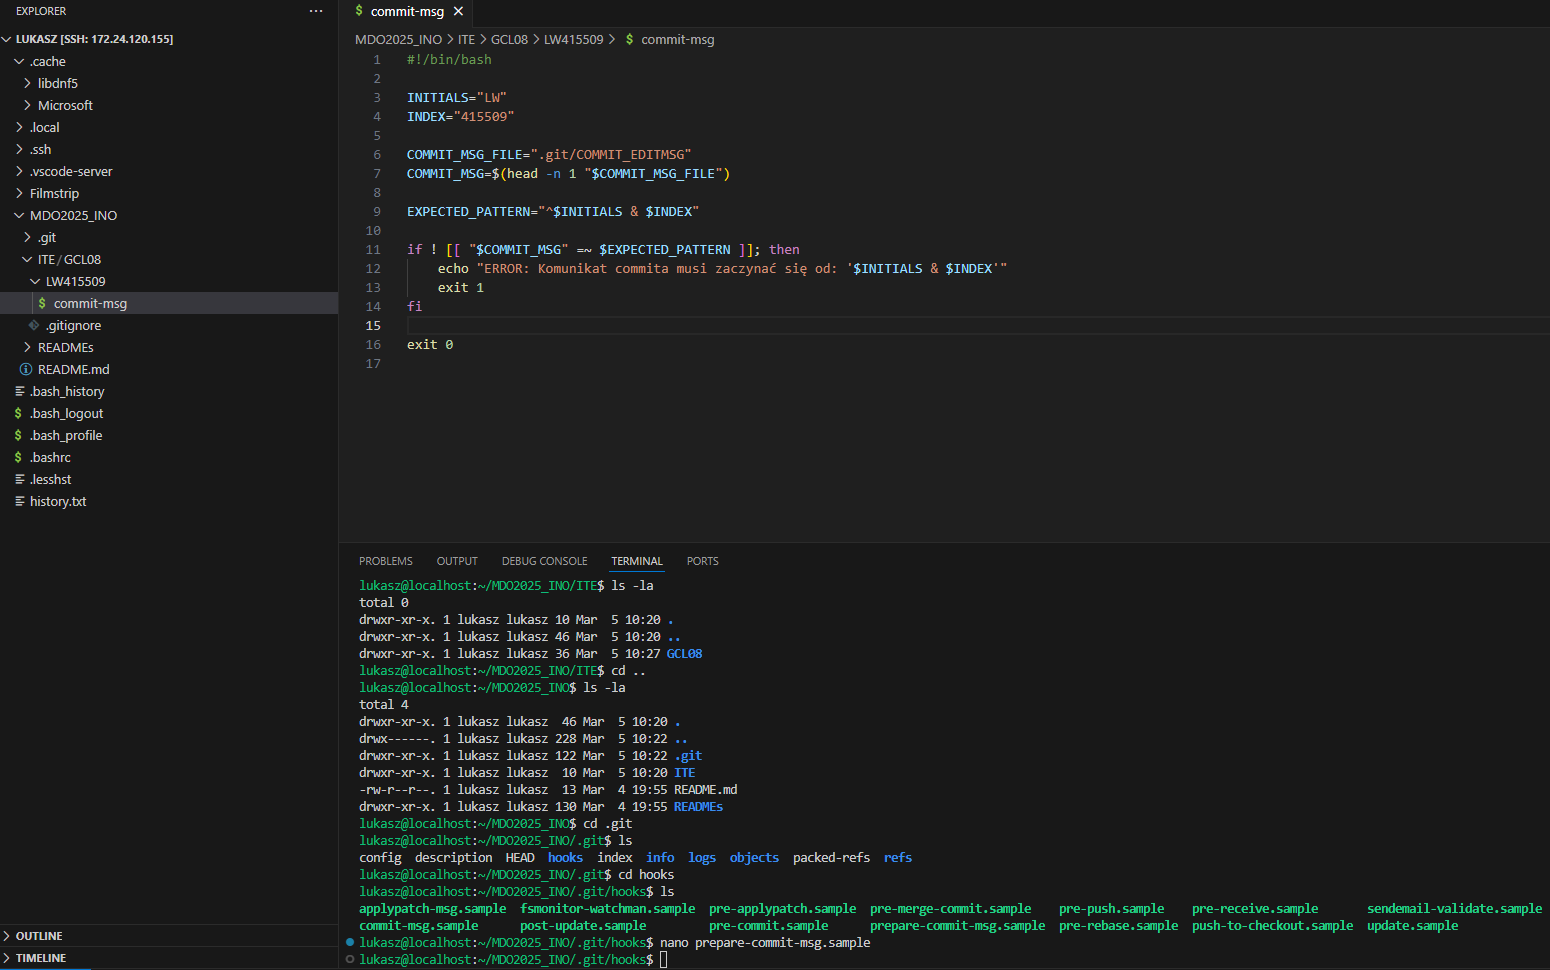 EXPLORER ···
LUKASZ [SSH: 172.24.120.155]
.cache
libdnf5
Microsoft
.local
.ssh
.vscode-server
Filmstrip
MDO2025_INO
.git
ITE / GCL08
LW415509
$ commit-msg
.gitignore
READMEs
README.md
.bash_history
$ .bash_logout
$ .bash_profile
$ .bashrc
.lesshst
history.txt
OUTLINE
TIMELINE
$ commit-msg
MDO2025_INO > ITE > GCL08 > LW415509 > $ commit-msg
1 #!/bin/bash
2
3 INITIALS="LW"
4 INDEX="415509"
5
6 COMMIT_MSG_FILE=".git/COMMIT_EDITMSG"
7 COMMIT_MSG=$(head -n 1 "$COMMIT_MSG_FILE")
8
9 EXPECTED_PATTERN="^$INITIALS & $INDEX"
10
11 if ! [[ "$COMMIT_MSG" =~ $EXPECTED_PATTERN ]]; then
12 echo "ERROR: Komunikat commita musi zaczynać się od: '$INITIALS & $INDEX'"
13 exit 1
14 fi
15
16 exit 0
17
PROBLEMS OUTPUT DEBUG CONSOLE TERMINAL PORTS
lukasz@localhost:~/MDO2025_INO/ITE$ ls -la
total 0
drwxr-xr-x. 1 lukasz lukasz 10 Mar  5 10:20 .
drwxr-xr-x. 1 lukasz lukasz 46 Mar  5 10:20 ..
drwxr-xr-x. 1 lukasz lukasz 36 Mar  5 10:27 GCL08
lukasz@localhost:~/MDO2025_INO/ITE$ cd ..
lukasz@localhost:~/MDO2025_INO$ ls -la
total 4
drwxr-xr-x. 1 lukasz lukasz  46 Mar  5 10:20 .
drwx------. 1 lukasz lukasz 228 Mar  5 10:22 ..
drwxr-xr-x. 1 lukasz lukasz 122 Mar  5 10:22 .git
drwxr-xr-x. 1 lukasz lukasz  10 Mar  5 10:20 ITE
-rw-r--r--. 1 lukasz lukasz  13 Mar  4 19:55 README.md
drwxr-xr-x. 1 lukasz lukasz 130 Mar  4 19:55 READMEs
lukasz@localhost:~/MDO2025_INO$ cd .git
lukasz@localhost:~/MDO2025_INO/.git$ ls
config description HEAD hooks index info logs objects packed-refs refs
lukasz@localhost:~/MDO2025_INO/.git$ cd hooks
lukasz@localhost:~/MDO2025_INO/.git/hooks$ ls
applypatch-msg.sample fsmonitor-watchman.sample pre-applypatch.sample pre-merge-commit.sample pre-push.sample pre-receive.sample sendemail-validate.sample
commit-msg.sample post-update.sample pre-commit.sample prepare-commit-msg.sample pre-rebase.sample push-to-checkout.sample update.sample
lukasz@localhost:~/MDO2025_INO/.git/hooks$ nano prepare-commit-msg.sample
lukasz@localhost:~/MDO2025_INO/.git/hooks$